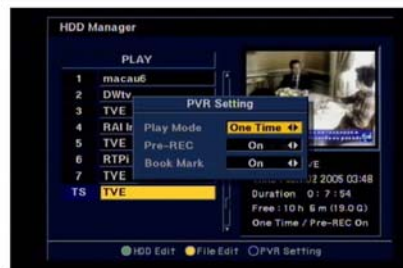 HDD Manager
PLAY
1 macau6
2 DWtv
3 TVE
4 RAI
5 TVE
6 RTPi
7 TVE
TS TVE
PVR Setting
Play Mode One Time
Pre-REC On
Book Mark On
2005 03:48
Duration 0:7:54
Free : 10 h 6 m (19.0 G)
One Time / Pre-REC On
HDD Edit File Edit PVR Setting